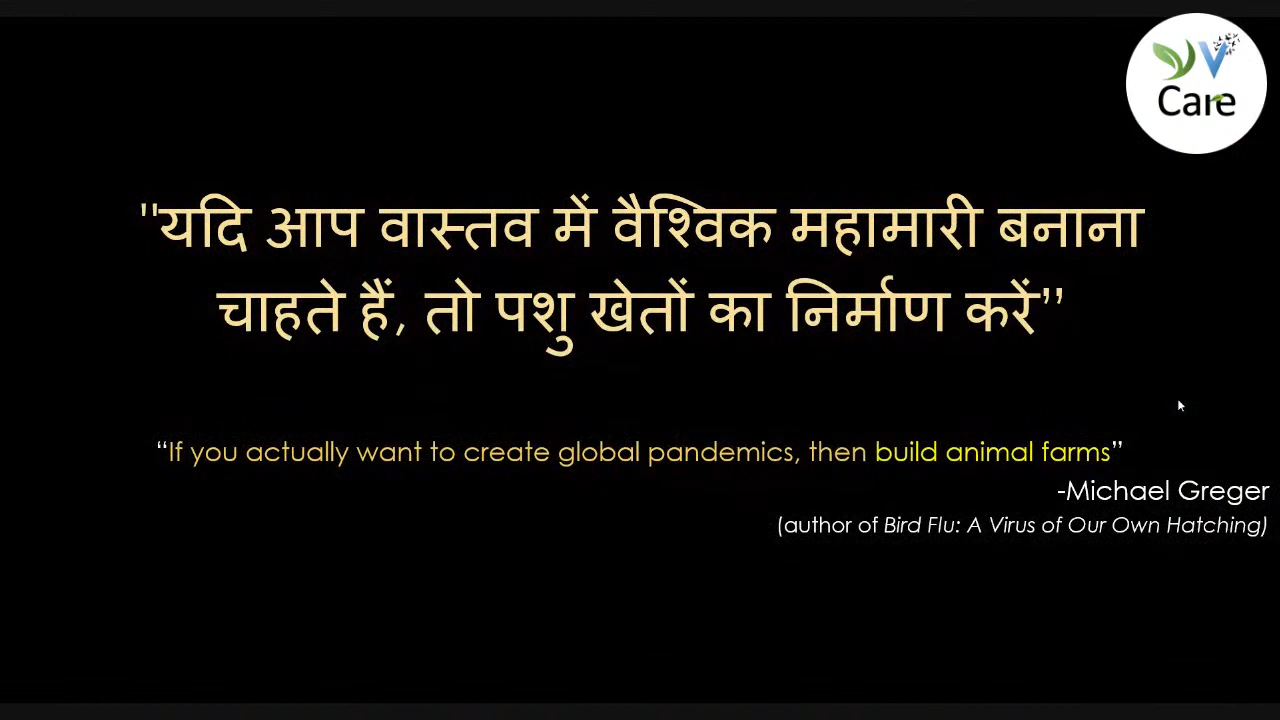 V
Care
"यदि आप वास्तव में वैश्विक महामारी बनाना
चाहते हैं, तो पशु खेतों का निर्माण करें”
“If you actually want to create global pandemics, then build animal farms”
-Michael Greger
(author of Bird Flu: A Virus of Our Own Hatching)